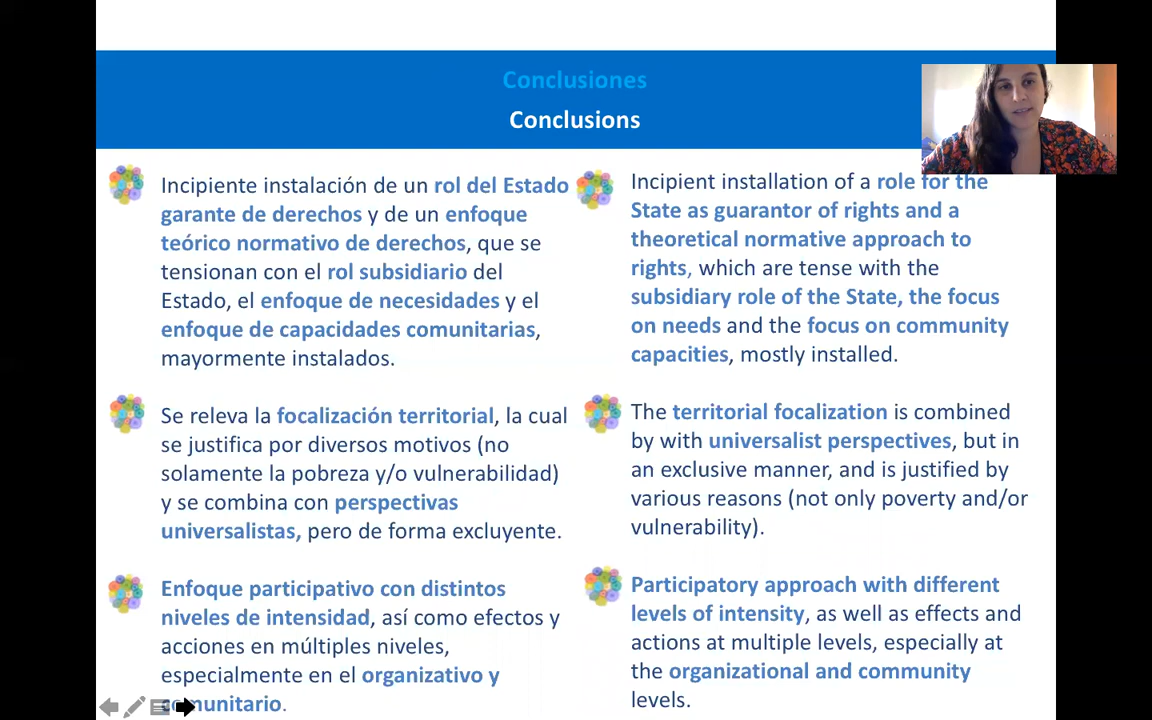 Conclusiones
Conclusions
Incipiente instalación de un rol del Estado
garante de derechos y de un enfoque
teórico normativo de derechos, que se
tensionan con el rol subsidiario del
Estado, el enfoque de necesidades y el
enfoque de capacidades comunitarias,
mayormente instalados.
Se releva la focalización territorial, la cual
se justifica por diversos motivos (no
solamente la pobreza y/o vulnerabilidad)
y se combina con perspectivas
universalistas, pero de forma excluyente.
Enfoque participativo con distintos
niveles de intensidad, así como efectos y
acciones en múltiples niveles,
especialmente en el organizativo y
comunitario.
Incipient installation of a role for the
State as guarantor of rights and a
theoretical normative approach to
rights, which are tense with the
subsidiary role of the State, the focus
on needs and the focus on community
capacities, mostly installed.
The territorial focalization is combined
by with universalist perspectives, but in
an exclusive manner, and is justified by
various reasons (not only poverty and/or
vulnerability).
Participatory approach with different
levels of intensity, as well as effects and
actions at multiple levels, especially at
the organizational and community
levels.